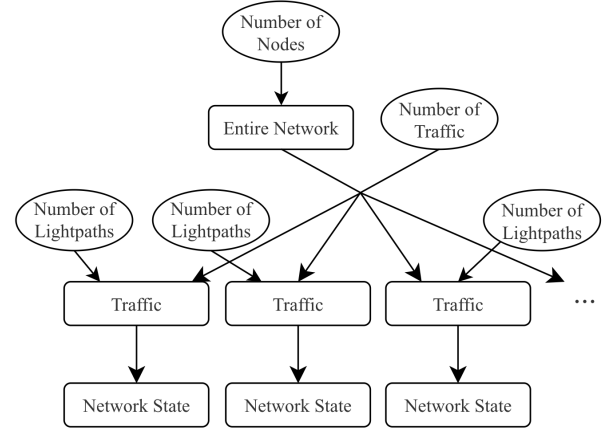 Number of
Nodes
Entire Network
Number of
Traffic
Number of
Lightpaths
Number of
Lightpaths
Number of
Lightpaths
Traffic
Traffic
Traffic
...
Network State
Network State
Network State